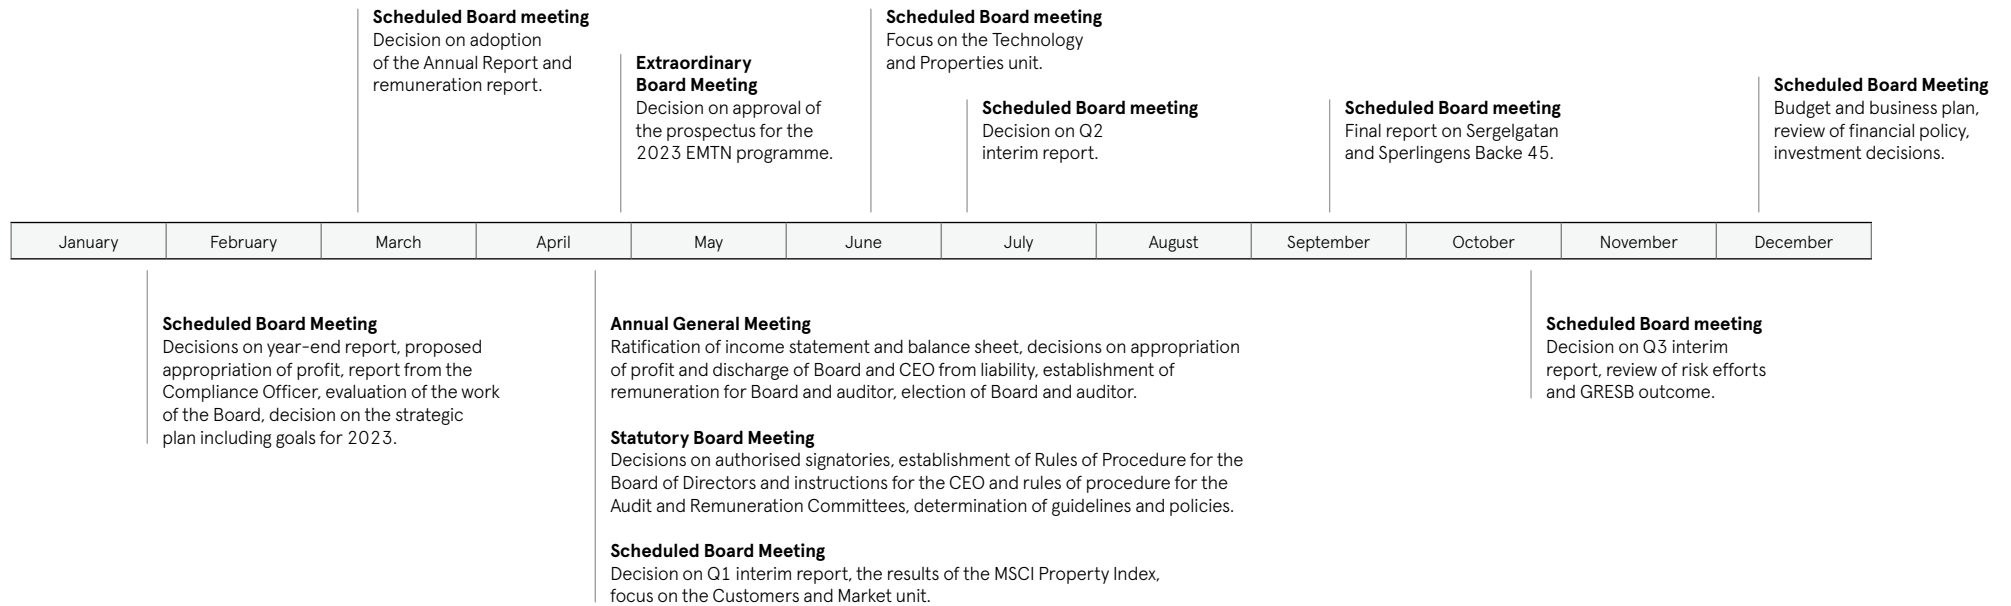 Scheduled Board meeting
Decision on adoption
of the Annual Report and
remuneration report.
Extraordinary
Board Meeting
Decision on approval of
the prospectus for the
2023 EMTN programme.
Scheduled Board meeting
Focus on the Technology
and Properties unit.
Scheduled Board meeting
Decision on Q2
interim report.
Scheduled Board meeting
Final report on Sergelgatan
and Sperlingens Backe 45.
Scheduled Board Meeting
Budget and business plan,
review of financial policy,
investment decisions.
January February March April May June July August September October November December
Scheduled Board Meeting
Decisions on year-end report, proposed
appropriation of profit, report from the
Compliance Officer, evaluation of the work
of the Board, decision on the strategic
plan including goals for 2023.
Annual General Meeting
Ratification of income statement and balance sheet, decisions on appropriation
of profit and discharge of Board and CEO from liability, establishment of
remuneration for Board and auditor, election of Board and auditor.
Statutory Board Meeting
Decisions on authorised signatories, establishment of Rules of Procedure for the
Board of Directors and instructions for the CEO and rules of procedure for the
Audit and Remuneration Committees, determination of guidelines and policies.
Scheduled Board Meeting
Decision on Q1 interim report, the results of the MSCI Property Index,
focus on the Customers and Market unit.
Scheduled Board meeting
Decision on Q3 interim
report, review of risk efforts
and GRESB outcome.